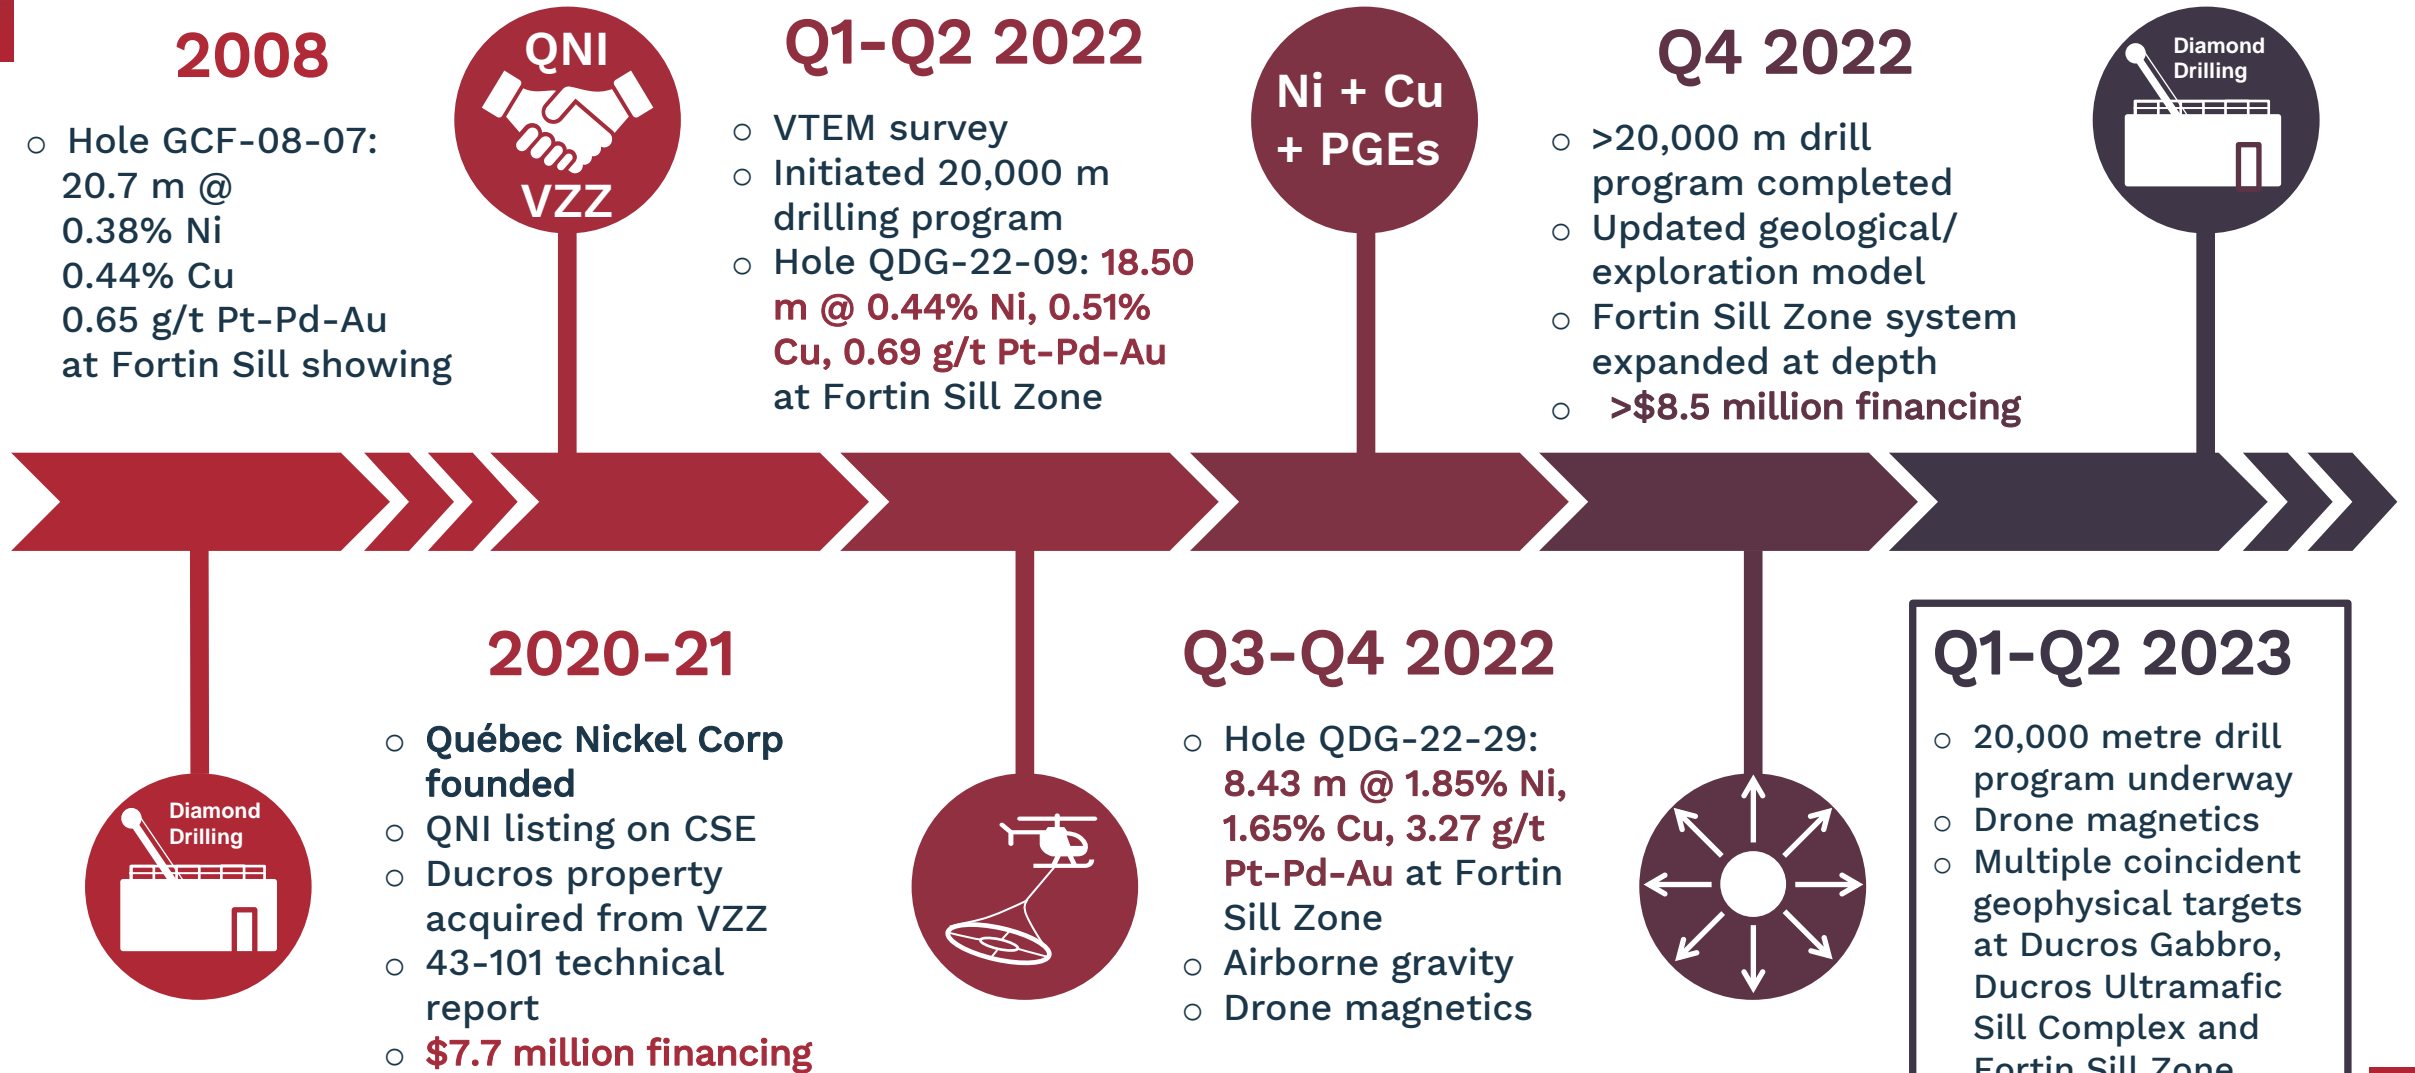 2008
○ Hole GCF-08-07:
20.7 m @
0.38% Ni
0.44% Cu
0.65 g/t Pt-Pd-Au
at Fortin Sill showing
QNI
VZZ
Q1-Q2 2022
○ VTEM survey
○ Initiated 20,000 m
drilling program
○ Hole QDG-22-09: 18.50
m @ 0.44% Ni, 0.51%
Cu, 0.69 g/t Pt-Pd-Au
at Fortin Sill Zone
Ni + Cu
+ PGEs
Q4 2022
○ >20,000 m drill
program completed
○ Updated geological/
exploration model
○ Fortin Sill Zone system
expanded at depth
○ >$8.5 million financing
Diamond
Drilling
Diamond
Drilling
2020-21
○ Québec Nickel Corp
founded
○ QNI listing on CSE
○ Ducros property
acquired from VZZ
○ 43-101 technical
report
○ $7.7 million financing
Q3-Q4 2022
○ Hole QDG-22-29:
8.43 m @ 1.85% Ni,
1.65% Cu, 3.27 g/t
Pt-Pd-Au at Fortin
Sill Zone
○ Airborne gravity
○ Drone magnetics
Q1-Q2 2023
○ 20,000 metre drill
program underway
○ Drone magnetics
○ Multiple coincident
geophysical targets
at Ducros Gabbro,
Ducros Ultramafic
Sill Complex and
Fortin Sill Zone